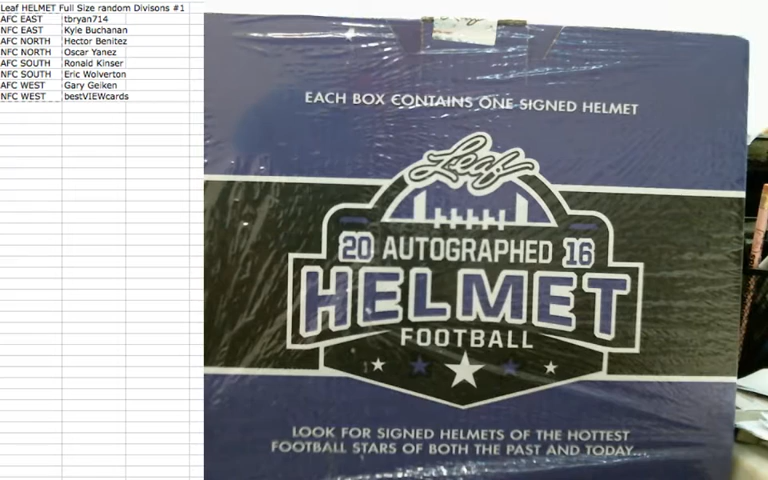 Leaf HELMET Full Size random Divisons #1
AFC EAST tbryan714
NFC EAST Kyle Buchanan
AFC NORTH Hector Benitez
NFC NORTH Oscar Yanez
AFC SOUTH Ronald Kinser
NFC SOUTH Eric Wolverton
AFC WEST Gary Geiken
NFC WEST bestVIEWcards
EACH BOX CONTAINS ONE SIGNED HELMET
Leaf
20 AUTOGRAPHED 16
HELMET
FOOTBALL
LOOK FOR SIGNED HELMETS OF THE HOTTEST
FOOTBALL STARS OF BOTH THE PAST AND TODAY...